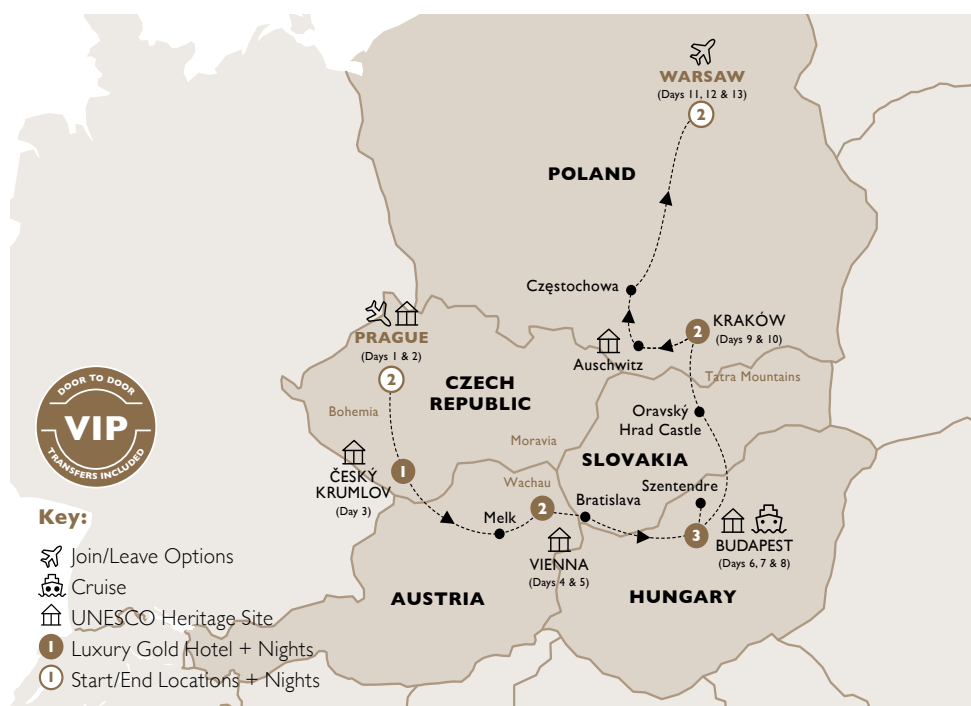 WARSAW
(Days 11, 12 & 13)
2
POLAND
Częstochowa
PRAGUE
(Days 1 & 2)
2
KRAKÓW
(Days 9 & 10)
2
Auschwitz
Tatra Mountains
CZECH
REPUBLIC
Bohemia
Oravský
Hrad Castle
Moravia
SLOVAKIA
ČESKÝ
KRUMLOV
(Day 3)
1
Wachau
2
Szentendre
Bratislava
Melk
3
BUDAPEST
(Days 6, 7 & 8)
VIENNA
(Days 4 & 5)
AUSTRIA
HUNGARY
DOOR TO DOOR
VIP
TRANSFERS INCLUDED
Key:
Join/Leave Options
Cruise
UNESCO Heritage Site
1 Luxury Gold Hotel + Nights
1 Start/End Locations + Nights